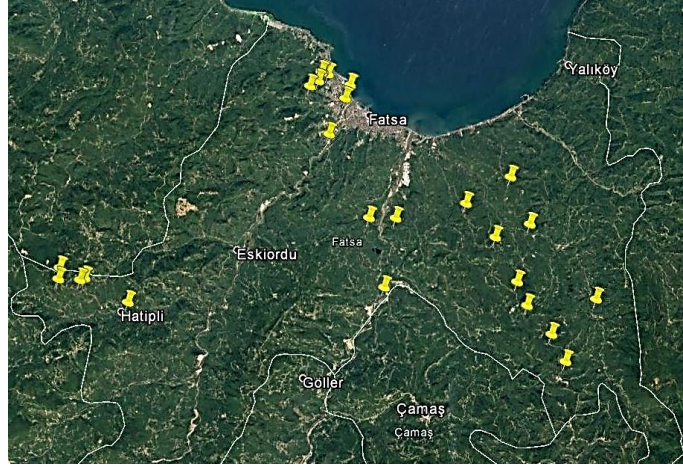 Yalıköy
Fatsa
Fatsa
Eskiordu
Hatipli
Göller
Çamaş
Çamaş